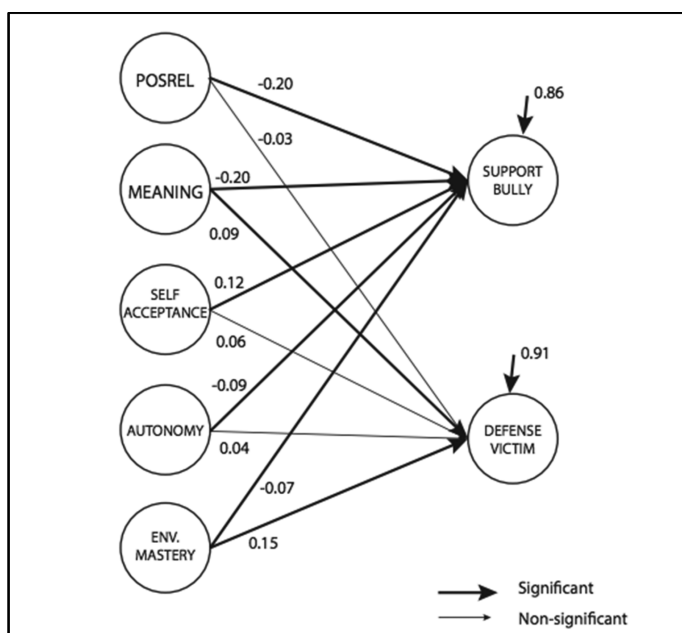 POSREL
-0.20
0.86
-0.03
SUPPORT
BULLY
MEANING
-0.20
0.09
SELF
ACCEPTANCE
0.12
0.06
0.91
-0.09
AUTONOMY
0.04
DEFENSE
VICTIM
-0.07
ENV.
MASTERY
0.15
Significant
Non-significant